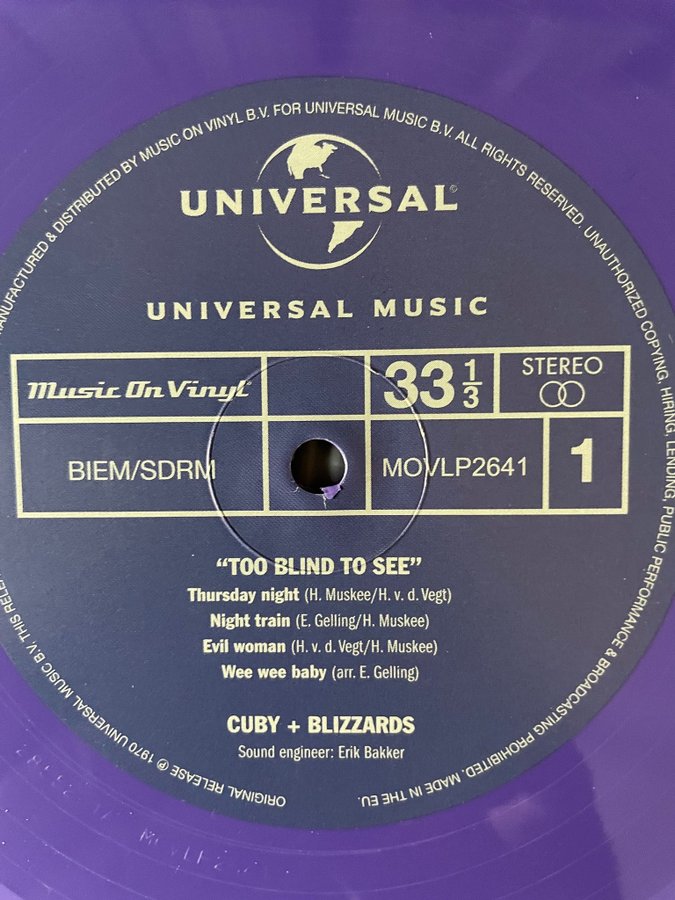 MANUFACTURED & DISTRIBUTED BY MUSIC ON VINYL B.V. FOR UNIVERSAL MUSIC B.V. ALL RIGHTS RESERVED. UNAUTHORIZED COPYING, HIRING, LENDING, PUBLIC PERFORMANCE & BROADCASTING PROHIBITED. MADE IN THE EU.
UNIVERSAL
UNIVERSAL MUSIC
Music On Vinyl
33 1/3
STEREO
BIEM/SDRM
MOVLP2641
1
“TOO BLIND TO SEE”
Thursday night (H. Muskee/H. v. d. Vegt)
Night train (E. Gelling/H. Muskee)
Evil woman (H. v. d. Vegt/H. Muskee)
Wee wee baby (arr. E. Gelling)
CUBY + BLIZZARDS
Sound engineer: Erik Bakker
ORIGINAL RELEASE ℗ 1970 UNIVERSAL MUSIC B.V. THIS